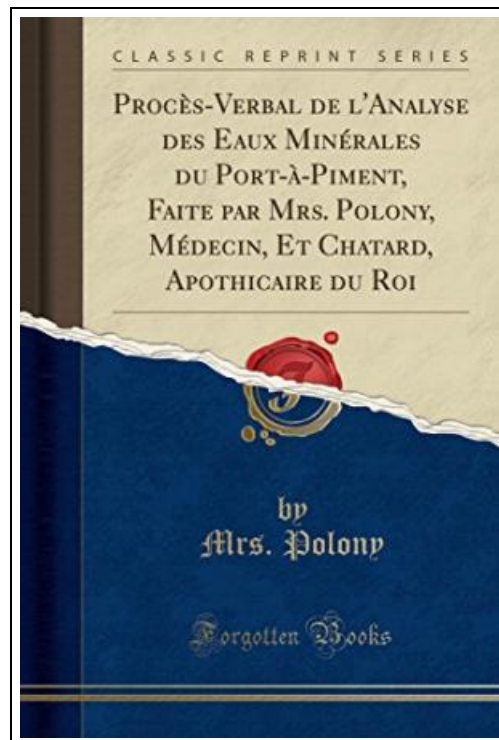 CLASSIC REPRINT SERIES
PROCÈS-VERBAL DE L'ANALYSE
DES EAUX MINÉRALES
DU PORT-À-PIMENT,
FAITE PAR MRS. POLONY,
MÉDECIN, ET CHATARD,
APOTHICAIRE DU ROI
by
Mrs. Polony
Forgotten Books